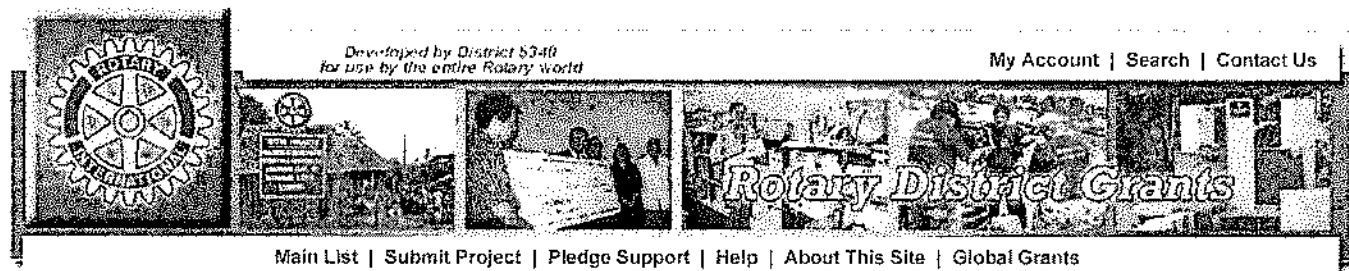 ROTARY
INTERNATIONAL
Developed by District 5340
for use by the entire Rotary world
My Account | Search | Contact Us
Rotary District Grants
Main List | Submit Project | Pledge Support | Help | About This Site | Global Grants